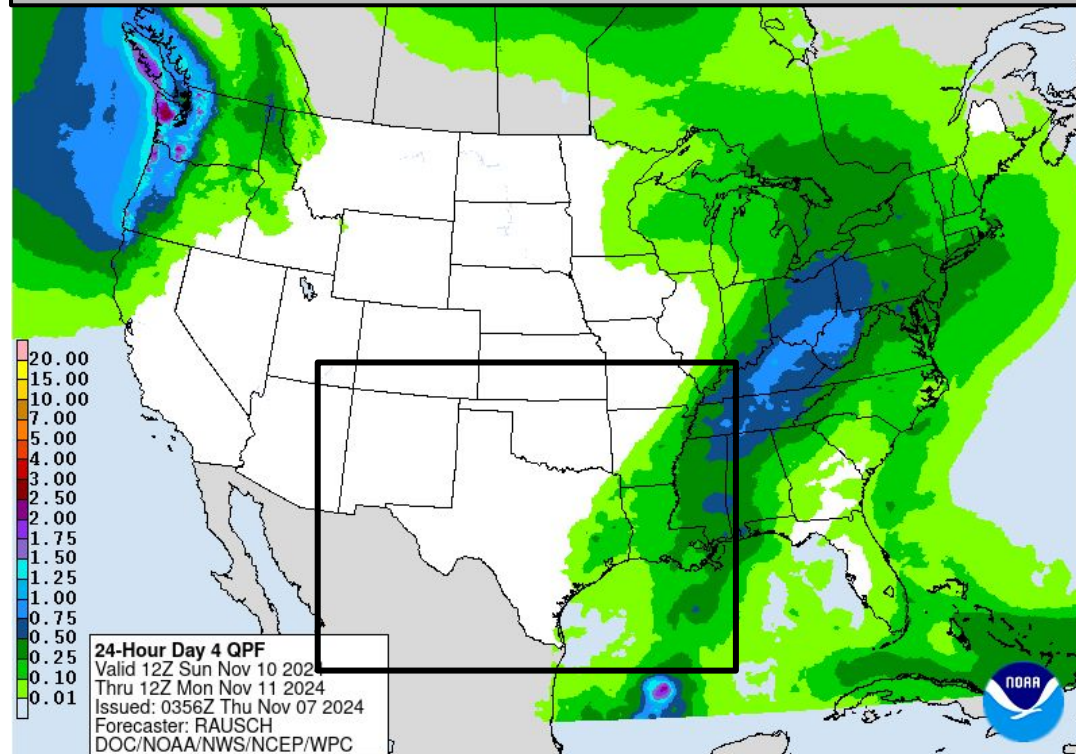 20.00
15.00
10.00
7.00
5.00
4.00
3.00
2.50
2.00
1.75
1.50
1.25
1.00
0.75
0.50
0.25
0.10
0.01
24-Hour Day 4 QPF
Valid 12Z Sun Nov 10 2024
Thru 12Z Mon Nov 11 2024
Issued: 0356Z Thu Nov 07 2024
Forecaster: RAUSCH
DOC/NOAA/NWS/NCEP/WPC
NOAA